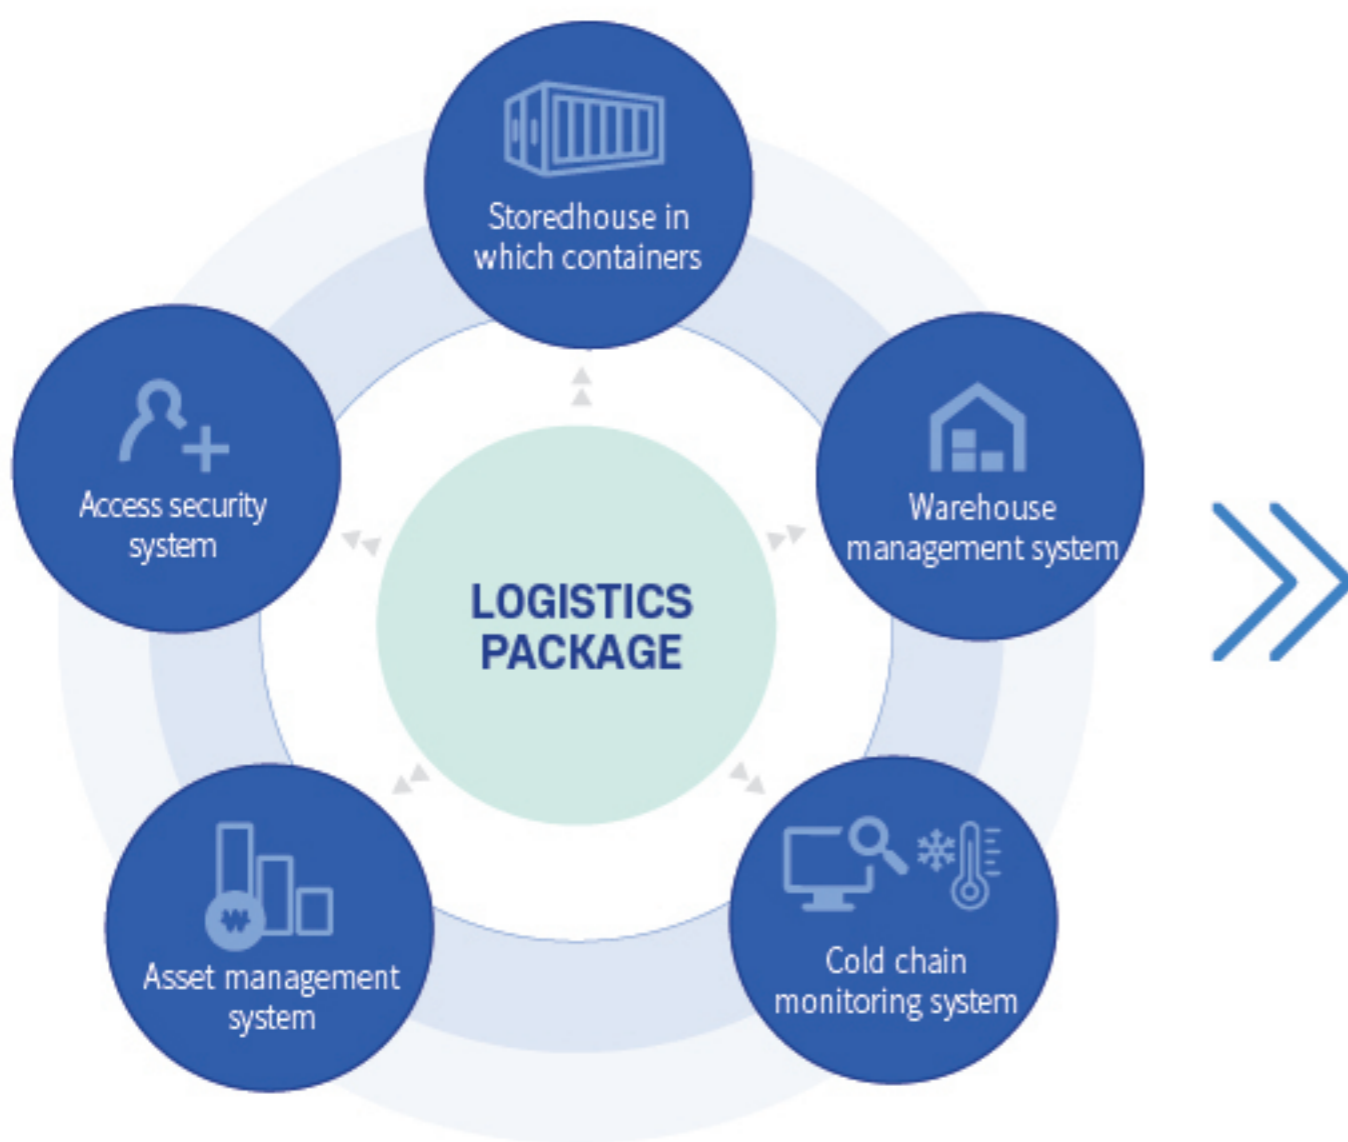 Storedhouse in
which containers
Access security
system
Warehouse
management system
LOGISTICS
PACKAGE
₩
Asset management
system
Cold chain
monitoring system